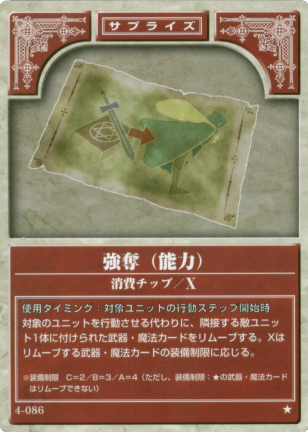 サプライズ
強奪（能力）
消費チップ／X
使用タイミング：対象ユニットの行動ステップ開始時
対象のユニットを行動させる代わりに、隣接する敵ユ
ニット1体に付けられた武器・魔法カードをリムーブする。Xは
リムーブする武器・魔法カードの装備制限に応じる。
※装備制限　C=2／B=3／A=4（ただし、装備制限：★の武器・魔法カード
はリムーブできない）
4-086
★